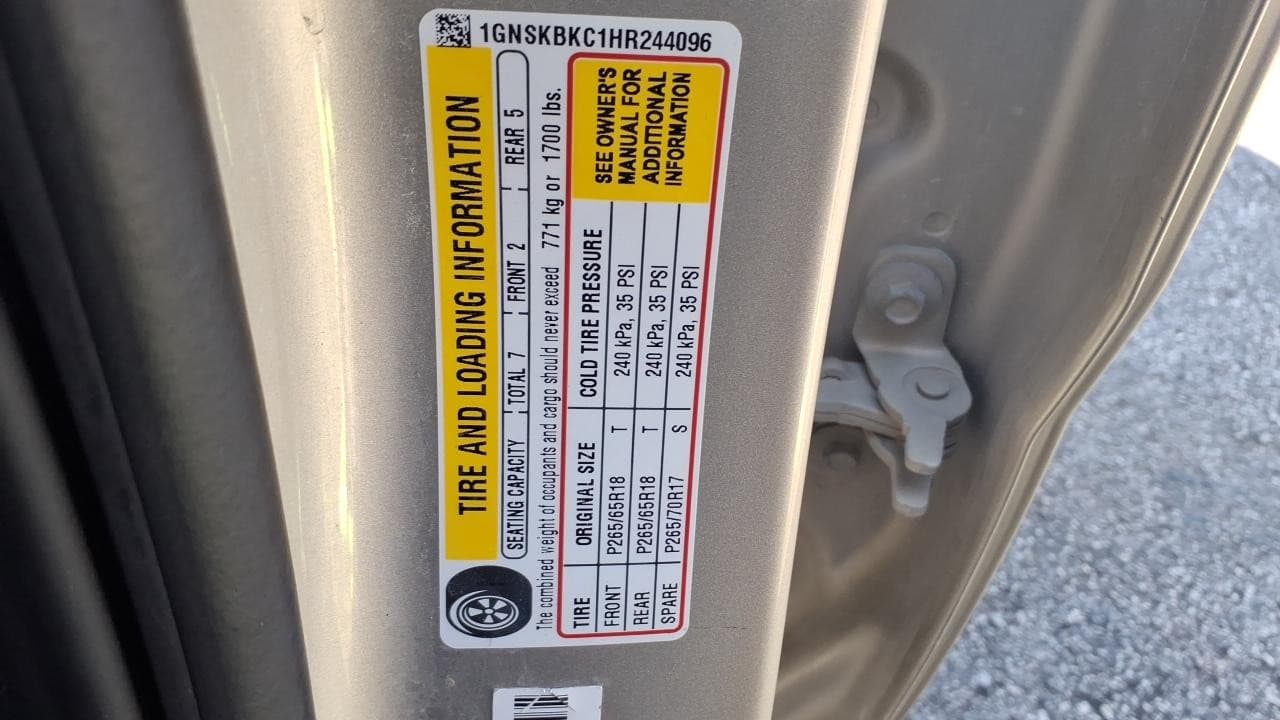 1GNSKBKC1HR244096
TIRE AND LOADING INFORMATION
SEATING CAPACITY TOTAL 7 FRONT 2 REAR 5
The combined weight of occupants and cargo should never exceed 771 kg or 1700 lbs.
TIRE ORIGINAL SIZE COLD TIRE PRESSURE
FRONT P265/65R18 T 240 kPa, 35 PSI
REAR P265/65R18 T 240 kPa, 35 PSI
SPARE P265/70R17 S 240 kPa, 35 PSI
SEE OWNER'S
MANUAL FOR
ADDITIONAL
INFORMATION